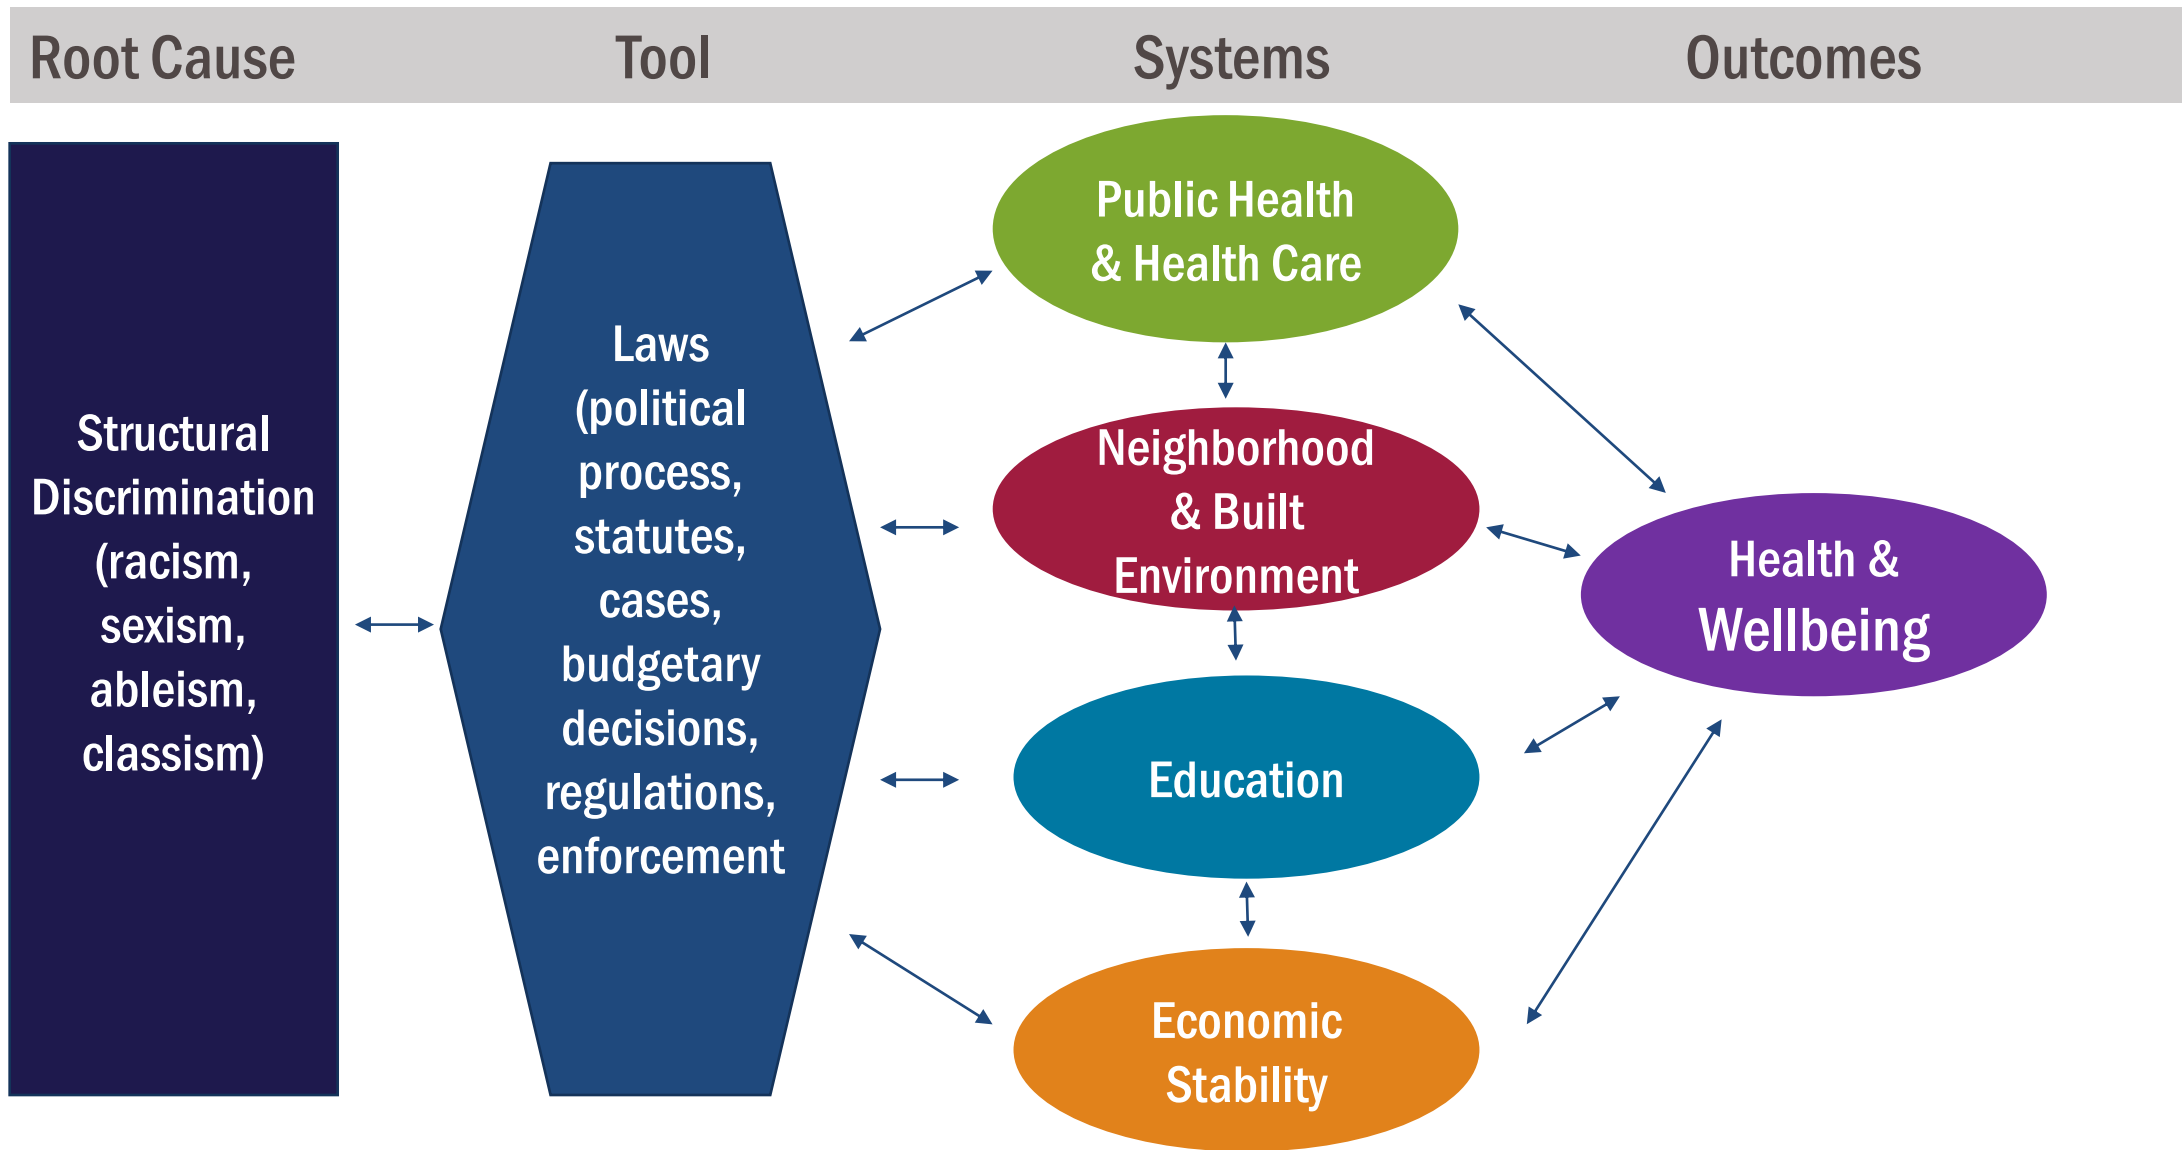 Root Cause
Tool
Systems
Outcomes
Structural
Discrimination
(racism,
sexism,
ableism,
classism)
Laws
(political
process,
statutes,
cases,
budgetary
decisions,
regulations,
enforcement
Public Health
& Health Care
Neighborhood
& Built
Environment
Education
Economic
Stability
Health &
Wellbeing